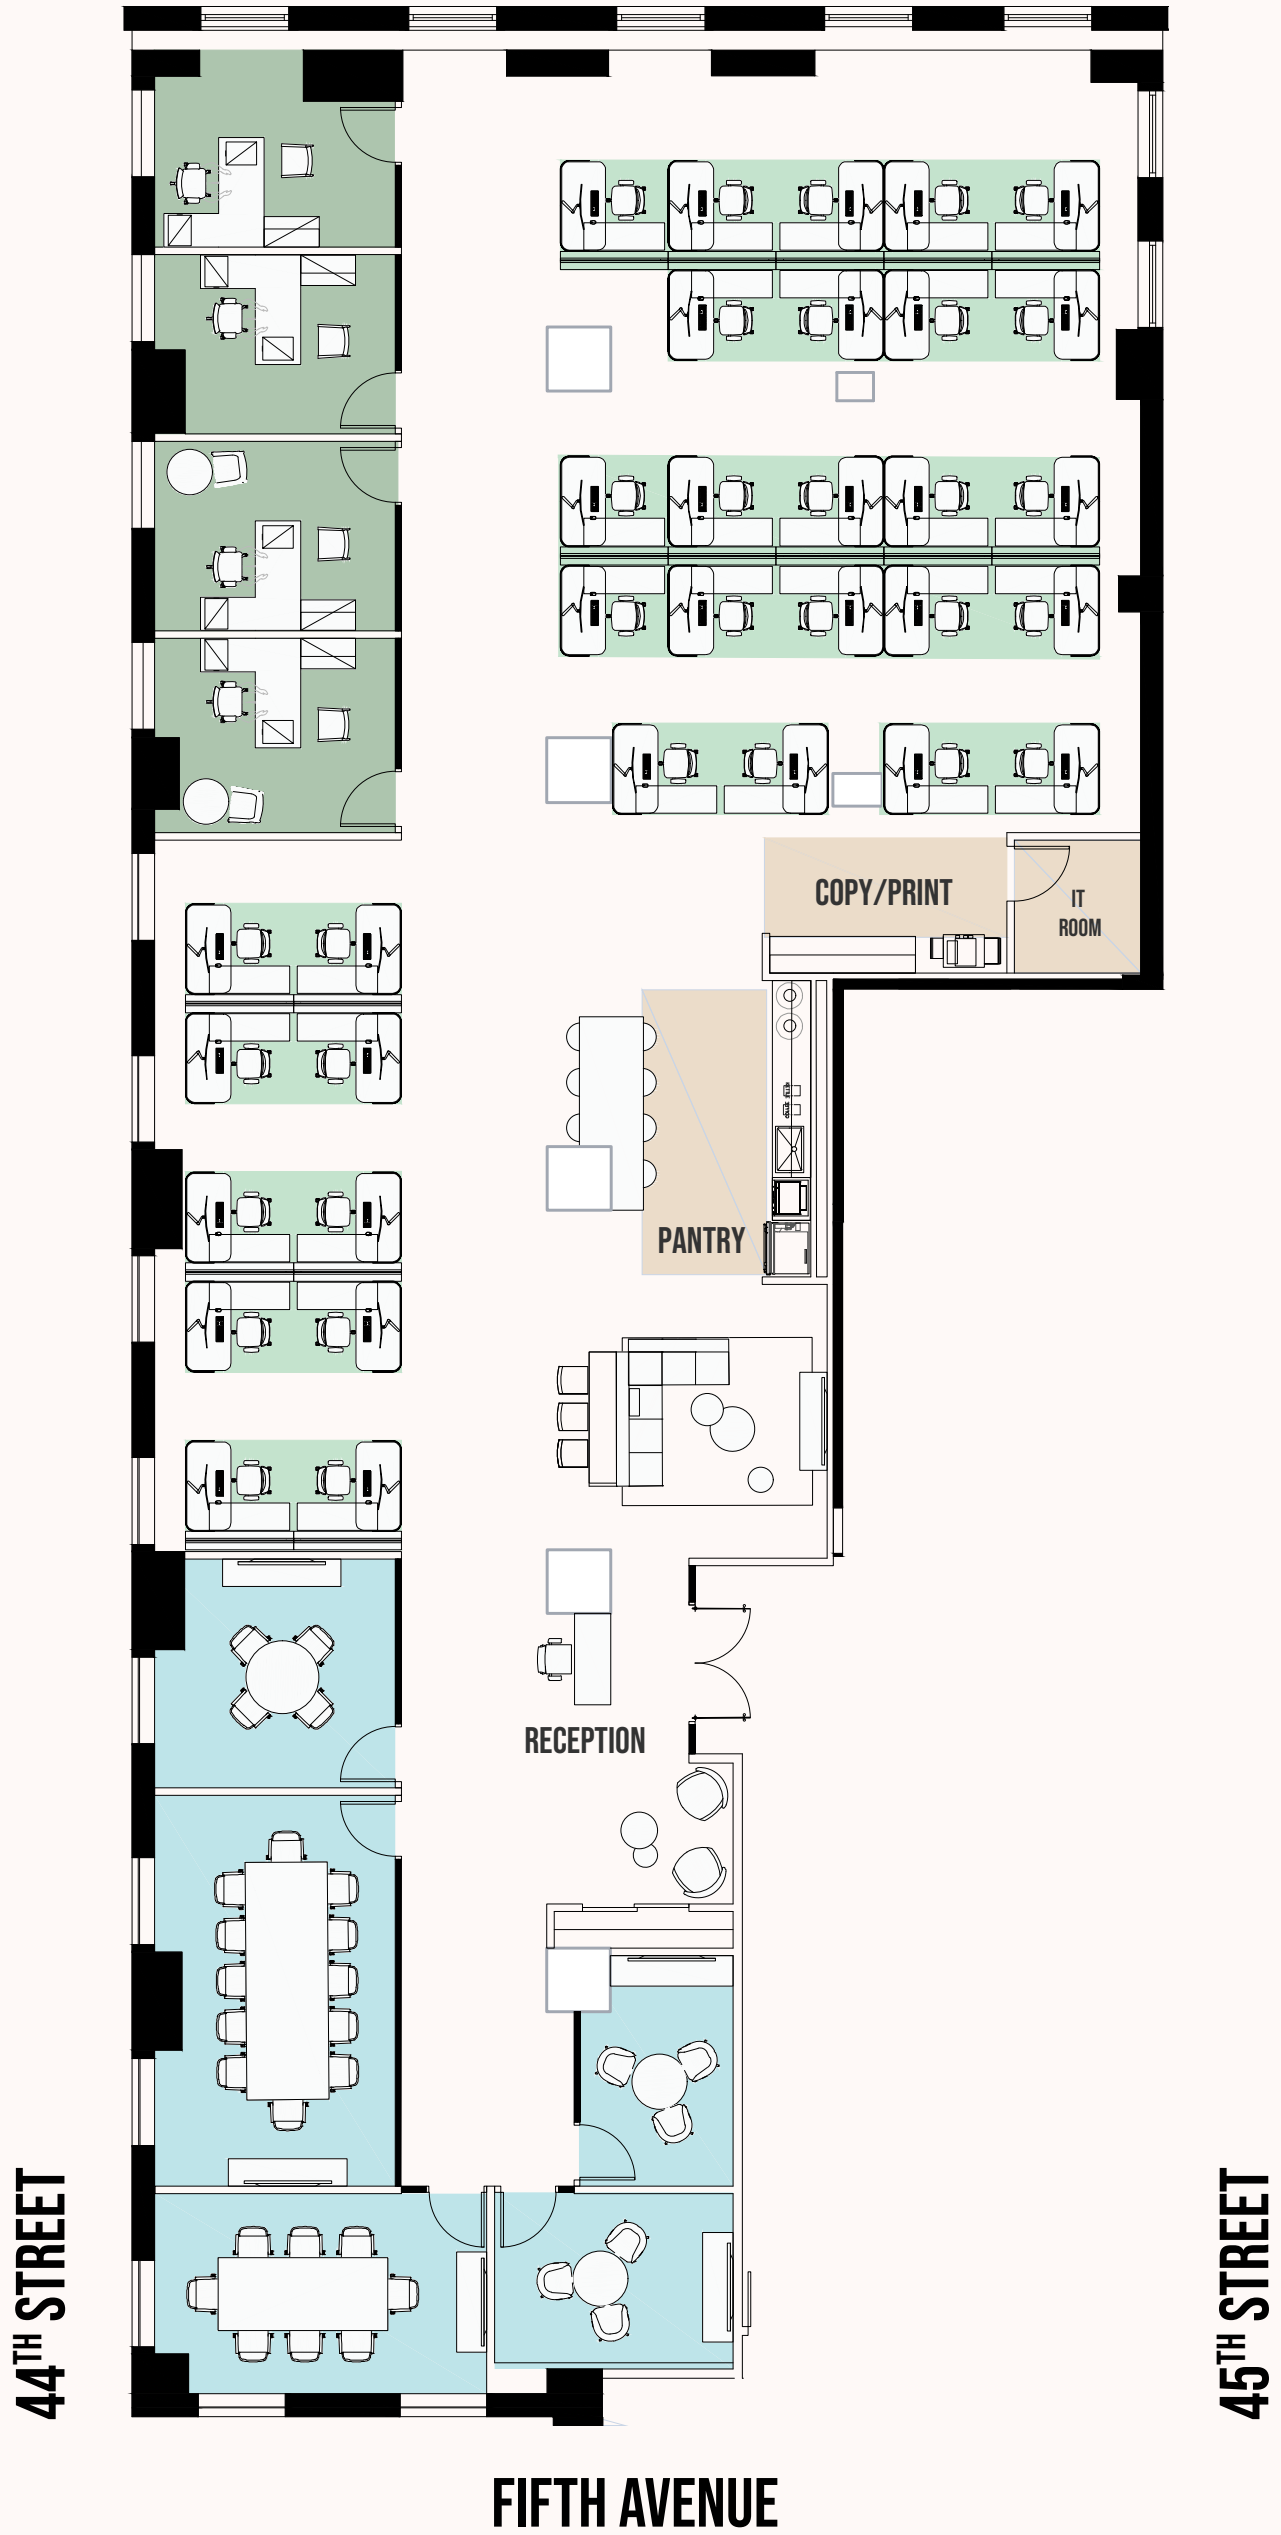 COPY/PRINT
IT
ROOM
PANTRY
RECEPTION
44TH STREET
45TH STREET
FIFTH AVENUE